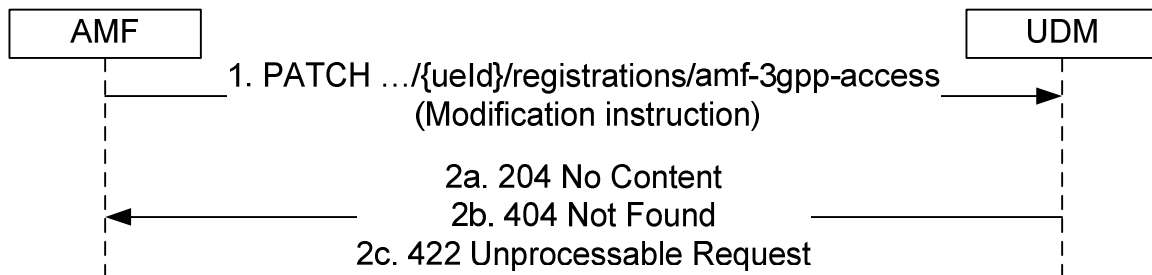 AMF
UDM
1. PATCH …/{ueId}/registrations/amf-3gpp-access
(Modification instruction)
2a. 204 No Content
2b. 404 Not Found
2c. 422 Unprocessable Request